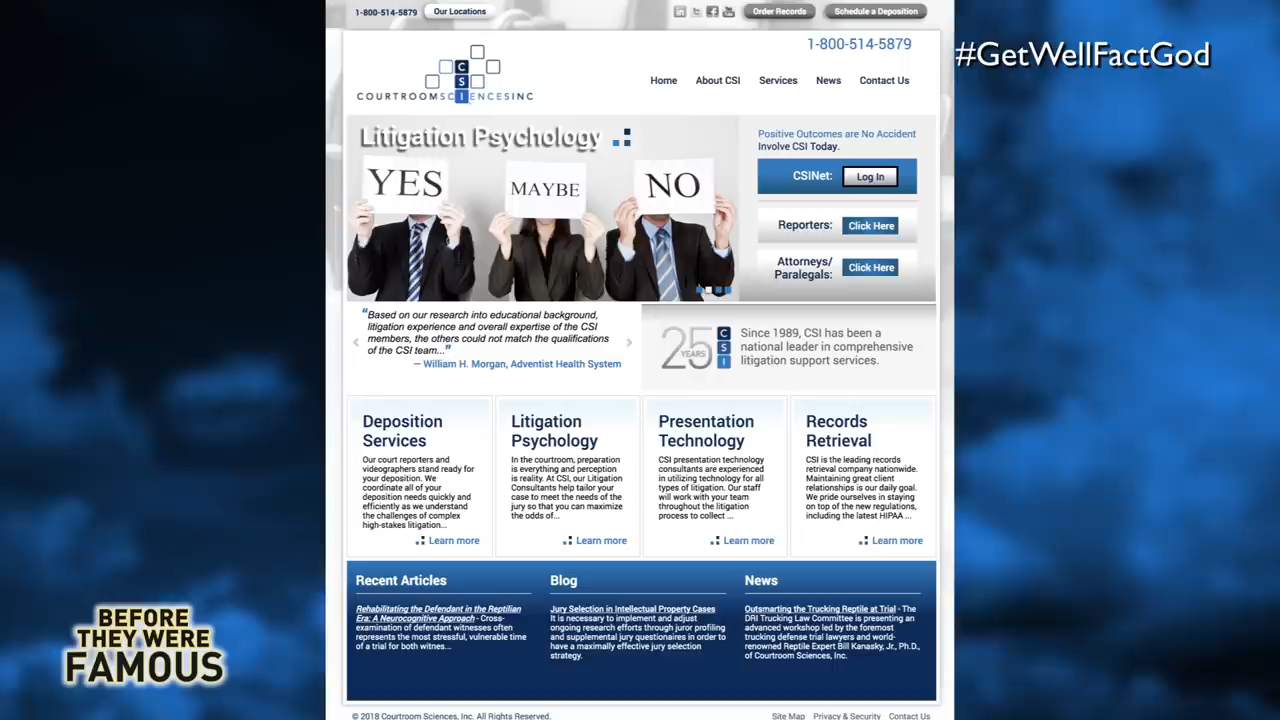 1-800-514-5879
Our Locations
Order Records
Schedule a Deposition
#GetWellFactGod
1-800-514-5879
CSI
COURTROOMSCIENCESINC
Home
About CSI
Services
News
Contact Us
Litigation Psychology
YES
MAYBE
NO
Positive Outcomes are No Accident
Involve CSI Today.
CSINet:
Log In
Reporters:
Click Here
Attorneys/
Paralegals:
Click Here
"Based on our research into educational background,
litigation experience and overall expertise of the CSI
members, the others could not match the qualifications
of the CSI team..."
— William H. Morgan, Adventist Health System
25
YEARS
CSI
Since 1989, CSI has been a
national leader in comprehensive
litigation support services.
Deposition
Services
Our court reporters and
videographers stand ready for
your deposition. We
coordinate all of your
deposition needs quickly and
efficiently as we understand
the challenges of complex
high-stakes litigation...
Learn more
Litigation
Psychology
In the courtroom, preparation
is everything and perception
is reality. At CSI, our Litigation
Consultants help tailor your
case to meet the needs of the
jury so that you can maximize
the odds of...
Learn more
Presentation
Technology
CSI presentation technology
consultants are experienced
in utilizing technology for all
types of litigation. Our staff
will work with your team
throughout the litigation
process to collect ...
Learn more
Records
Retrieval
CSI is the leading records
retrieval company nationwide.
Maintaining great client
relationships is our daily goal.
We pride ourselves in staying
on top of the new regulations,
including the latest HIPAA ...
Learn more
Recent Articles
Rehabilitating the Defendant in the Reptilian
Era: A Neurocognitive Approach - Cross-
examination of defendant witnesses often
represents the most stressful, vulnerable time
of a trial for both witnes...
Blog
Jury Selection in Intellectual Property Cases
It is necessary to implement and adjust
ongoing research efforts through juror profiling
and supplemental jury questionaires in order to
have a maximally effective jury selection
strategy.
News
Outsmarting the Trucking Reptile at Trial - The
DRI Trucking Law Committee is presenting an
advanced workshop led by the foremost
trucking defense trial lawyers and world-
renowned Reptile Expert Bill Kanasky, Jr., Ph.D.,
of Courtroom Sciences, Inc.
BEFORE
THEY WERE
FAMOUS
© 2018 Courtroom Sciences, Inc. All Rights Reserved.
Site Map
Privacy & Security
Contact Us